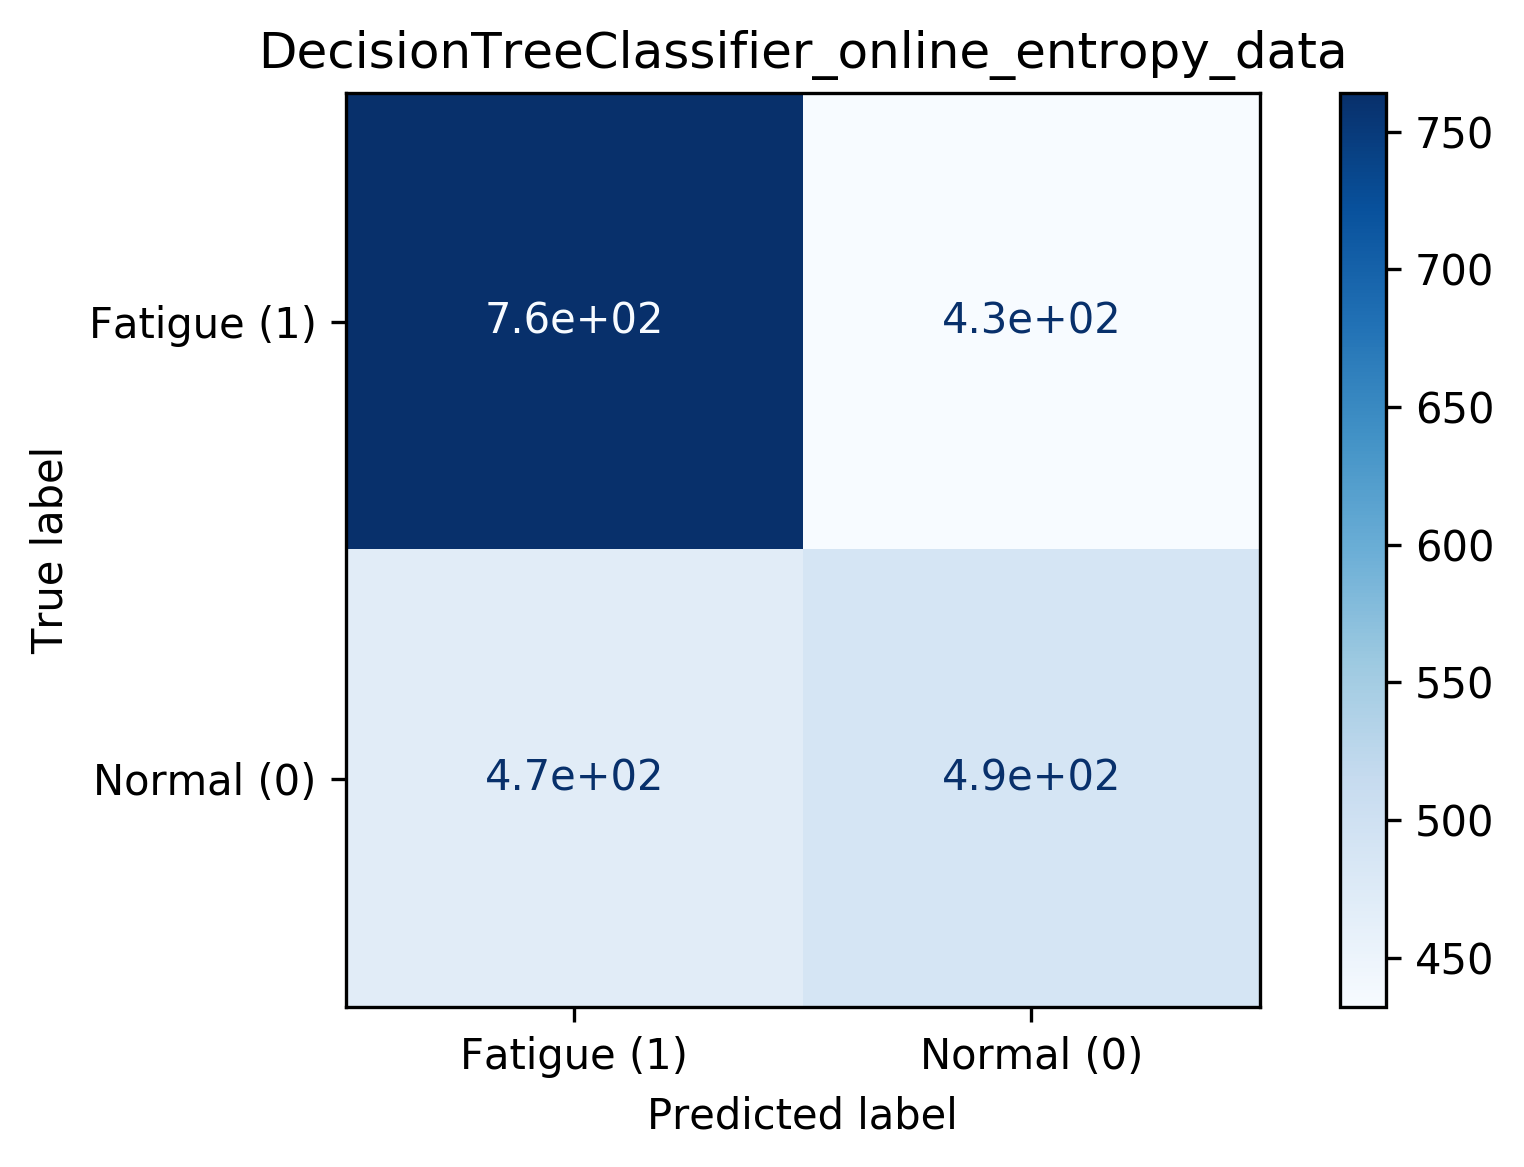 DecisionTreeClassifier_online_entropy_data
True label
Fatigue (1)
7.6e+02
4.3e+02
Normal (0)
4.7e+02
4.9e+02
Fatigue (1)
Normal (0)
Predicted label
750
700
650
600
550
500
450